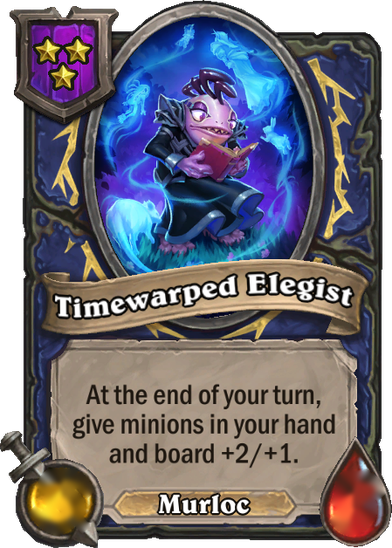 Timewarped Elegist
At the end of your turn,
give minions in your hand
and board +2/+1.
Murloc